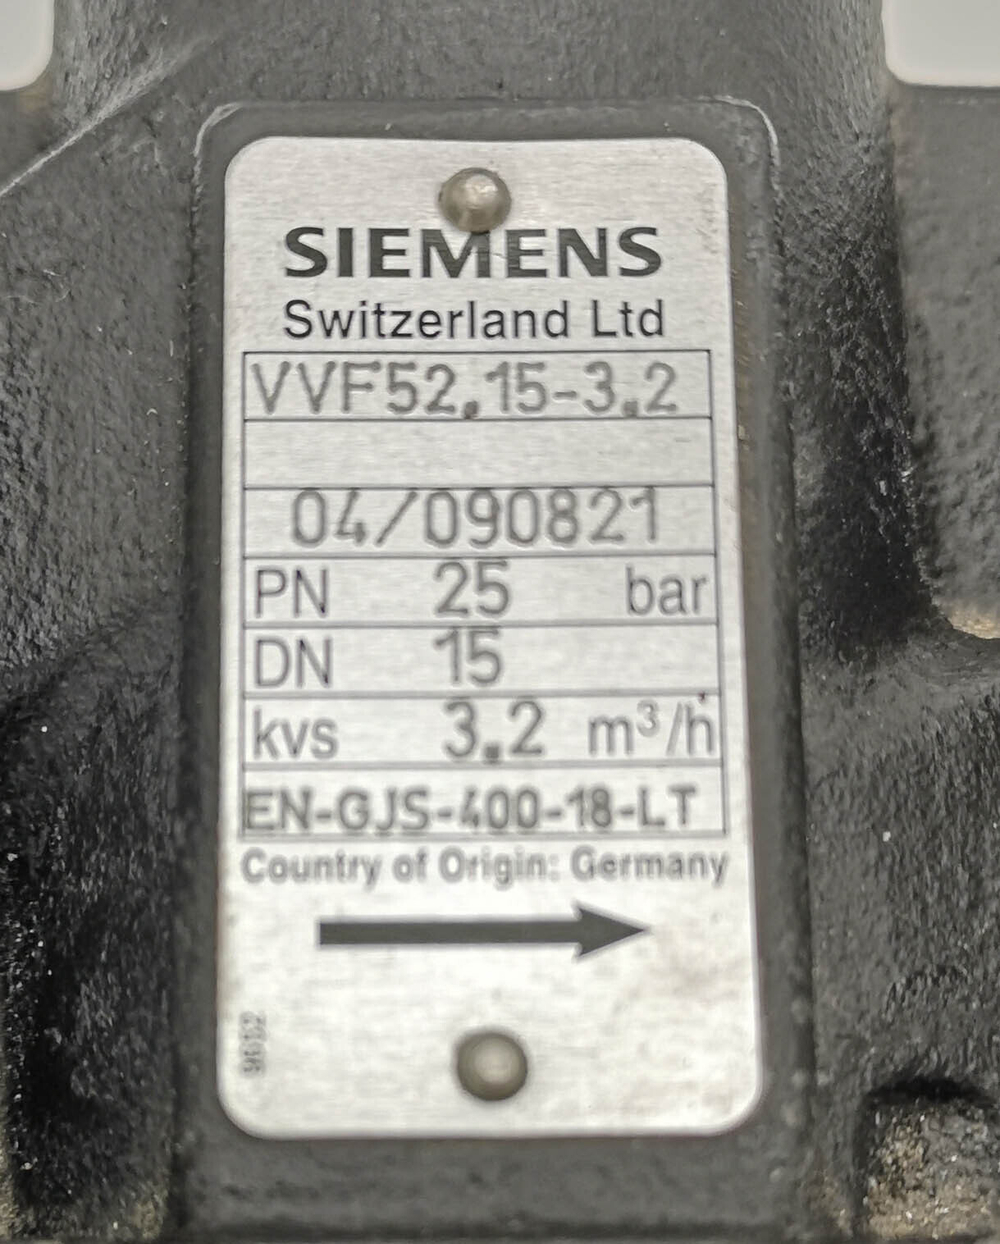 SIEMENS
Switzerland Ltd
VVF52.15-3.2
04/090821
PN 25 bar
DN 15
kvs 3.2 m³/h
EN-GJS-400-18-LT
Country of Origin: Germany